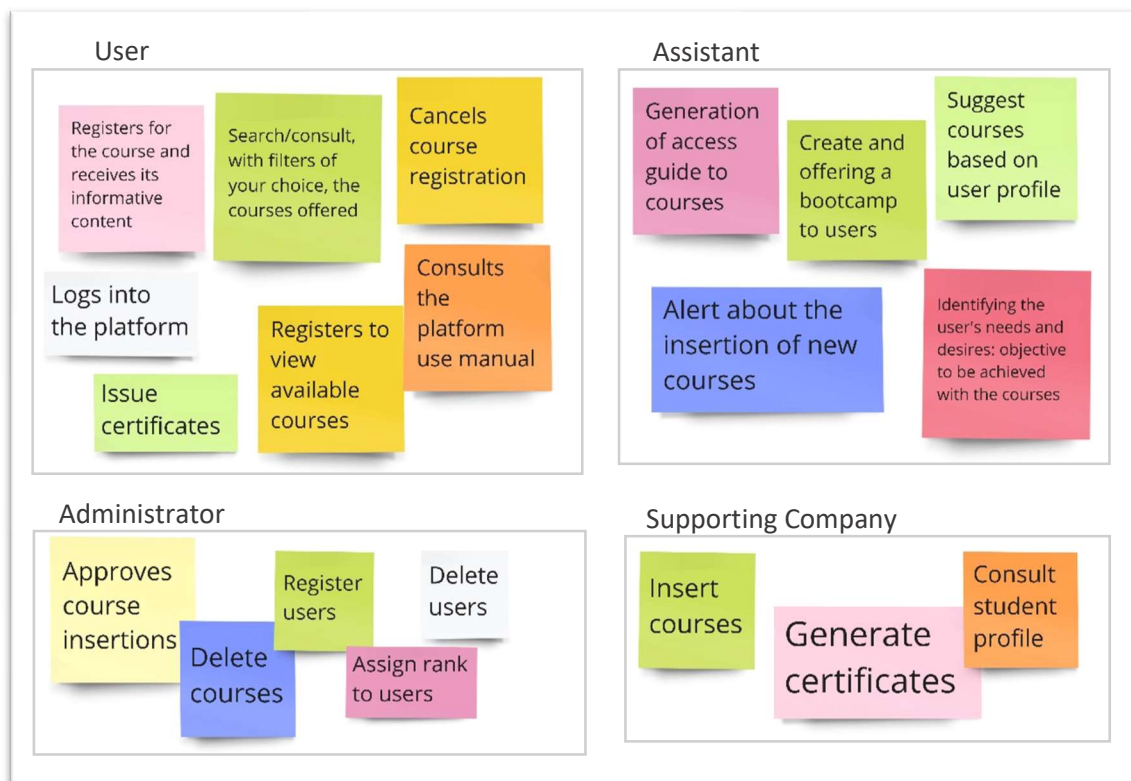 User
Registers for
the course and
receives its
informative
content
Search/consult,
with filters of
your choice, the
courses offered
Cancels
course
registration
Logs into
the platform
Registers to
view
available
courses
Consults
the
platform
use manual
Issue
certificates
Assistant
Generation
of access
guide to
courses
Create and
offering a
bootcamp
to users
Suggest
courses
based on
user profile
Alert about the
insertion of new
courses
Identifying the
user's needs and
desires: objective
to be achieved
with the courses
Administrator
Approves
course
insertions
Delete
courses
Register
users
Assign rank
to users
Delete
users
Supporting Company
Insert
courses
Generate
certificates
Consult
student
profile